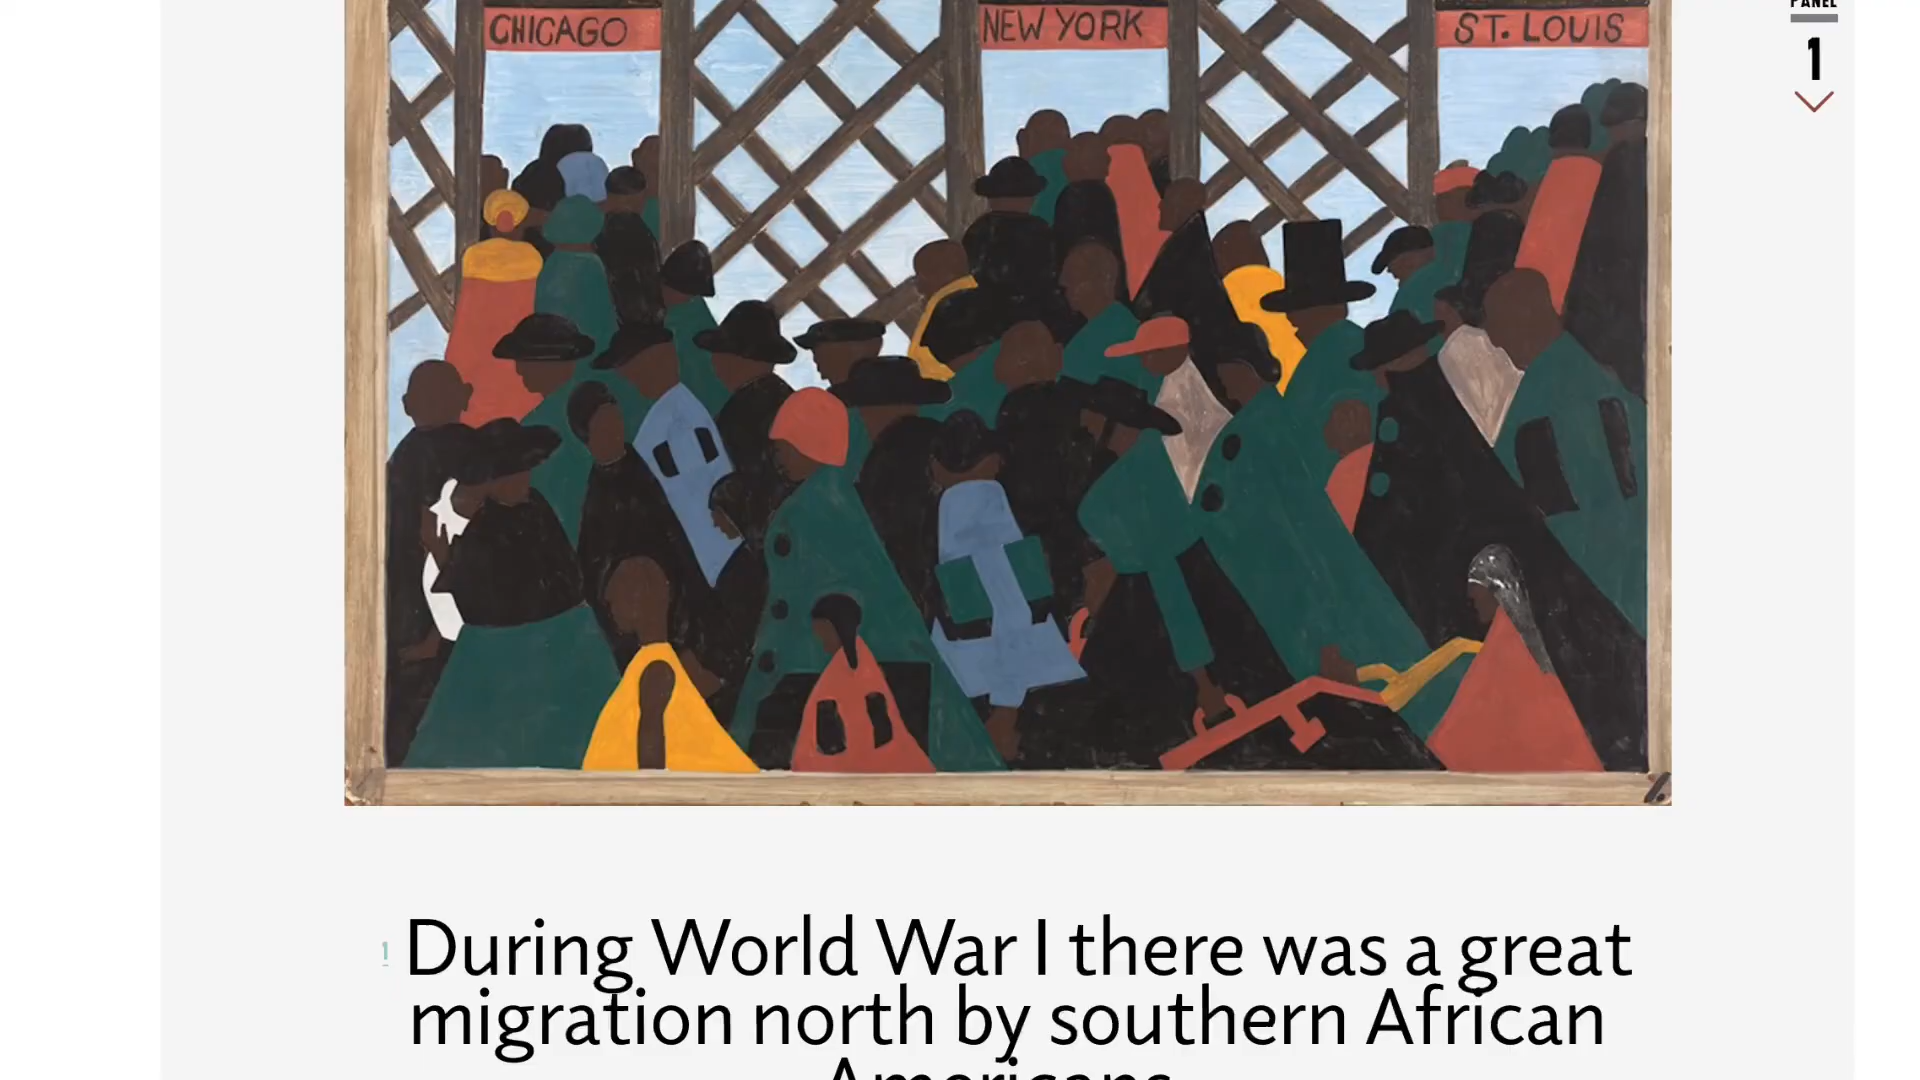 PANEL
1
CHICAGO
NEW YORK
ST. LOUIS
1 During World War I there was a great
migration north by southern African
Americans